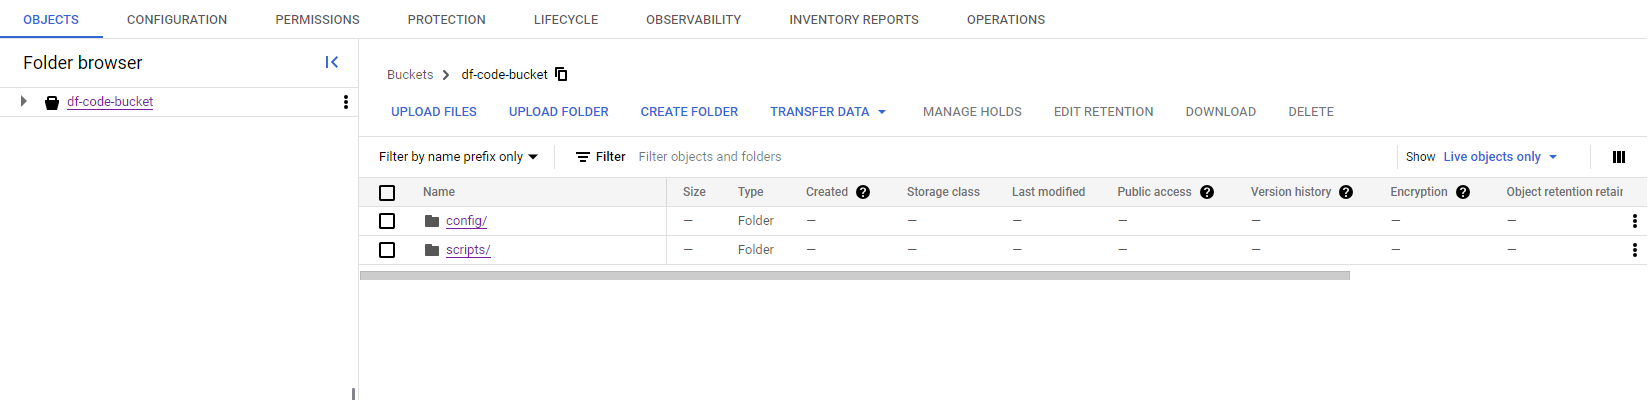 OBJECTS CONFIGURATION PERMISSIONS PROTECTION LIFECYCLE OBSERVABILITY INVENTORY REPORTS OPERATIONS
Folder browser
df-code-bucket
Buckets df-code-bucket
UPLOAD FILES UPLOAD FOLDER CREATE FOLDER TRANSFER DATA MANAGE HOLDS EDIT RETENTION DOWNLOAD DELETE
Filter by name prefix only Filter Filter objects and folders Show Live objects only
Name Size Type Created Storage class Last modified Public access Version history Encryption Object retention retai
config/ — Folder — — — — — — —
scripts/ — Folder — — — — — — —